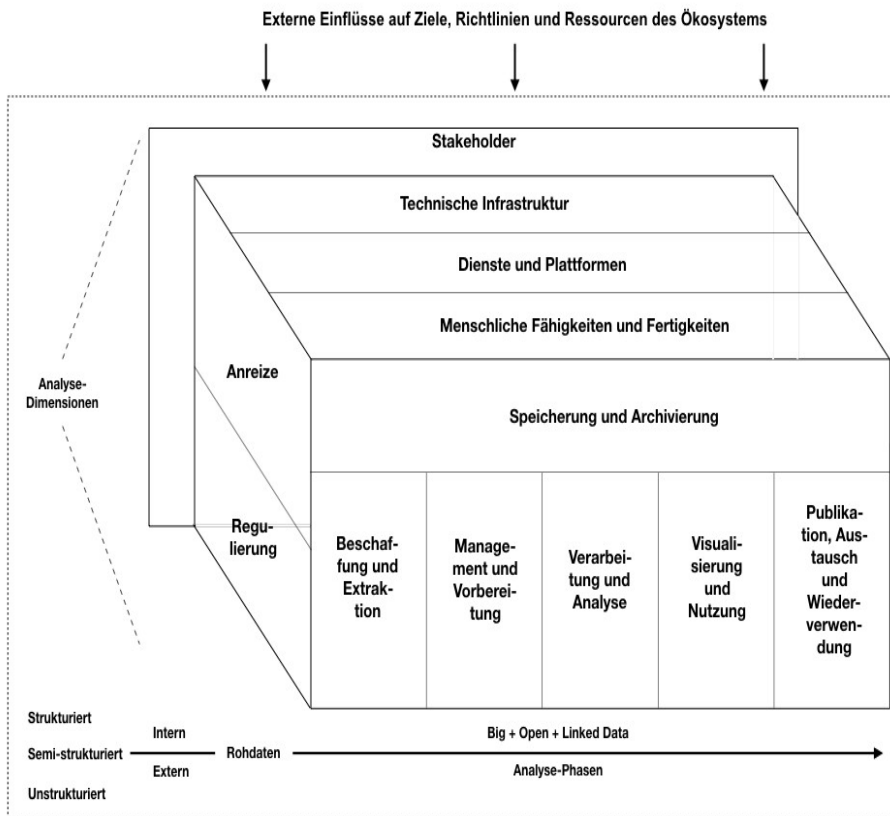 Externe Einflüsse auf Ziele, Richtlinien und Ressourcen des Ökosystems
Stakeholder
Technische Infrastruktur
Dienste und Plattformen
Menschliche Fähigkeiten und Fertigkeiten
Analyse-
Dimensionen
Anreize
Speicherung und Archivierung
Regu-
lierung
Beschaf-
fung und
Extrak-
tion
Manage-
ment und
Vorberei-
tung
Verarbei-
tung und
Analyse
Visuali-
sierung
und
Nutzung
Publika-
tion, Aus-
tausch
und
Wieder-
verwen-
dung
Strukturiert
Semi-strukturiert
Unstrukturiert
Intern
Extern
Rohdaten
Big + Open + Linked Data
Analyse-Phasen